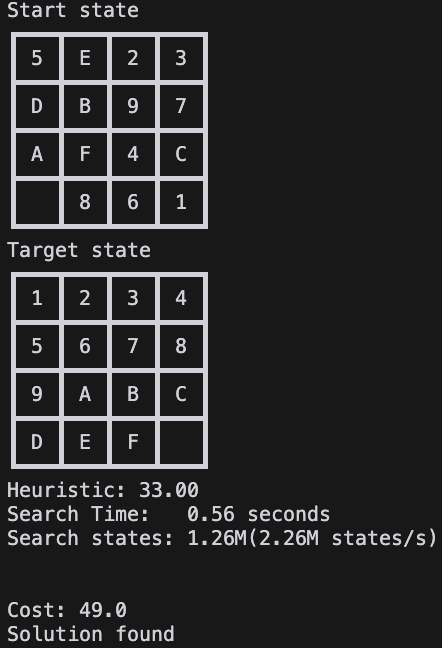 Start state
5 E 2 3
D B 9 7
A F 4 C
8 6 1
Target state
1 2 3 4
5 6 7 8
9 A B C
D E F
Heuristic: 33.00
Search Time:   0.56 seconds
Search states: 1.26M(2.26M states/s)
Cost: 49.0
Solution found